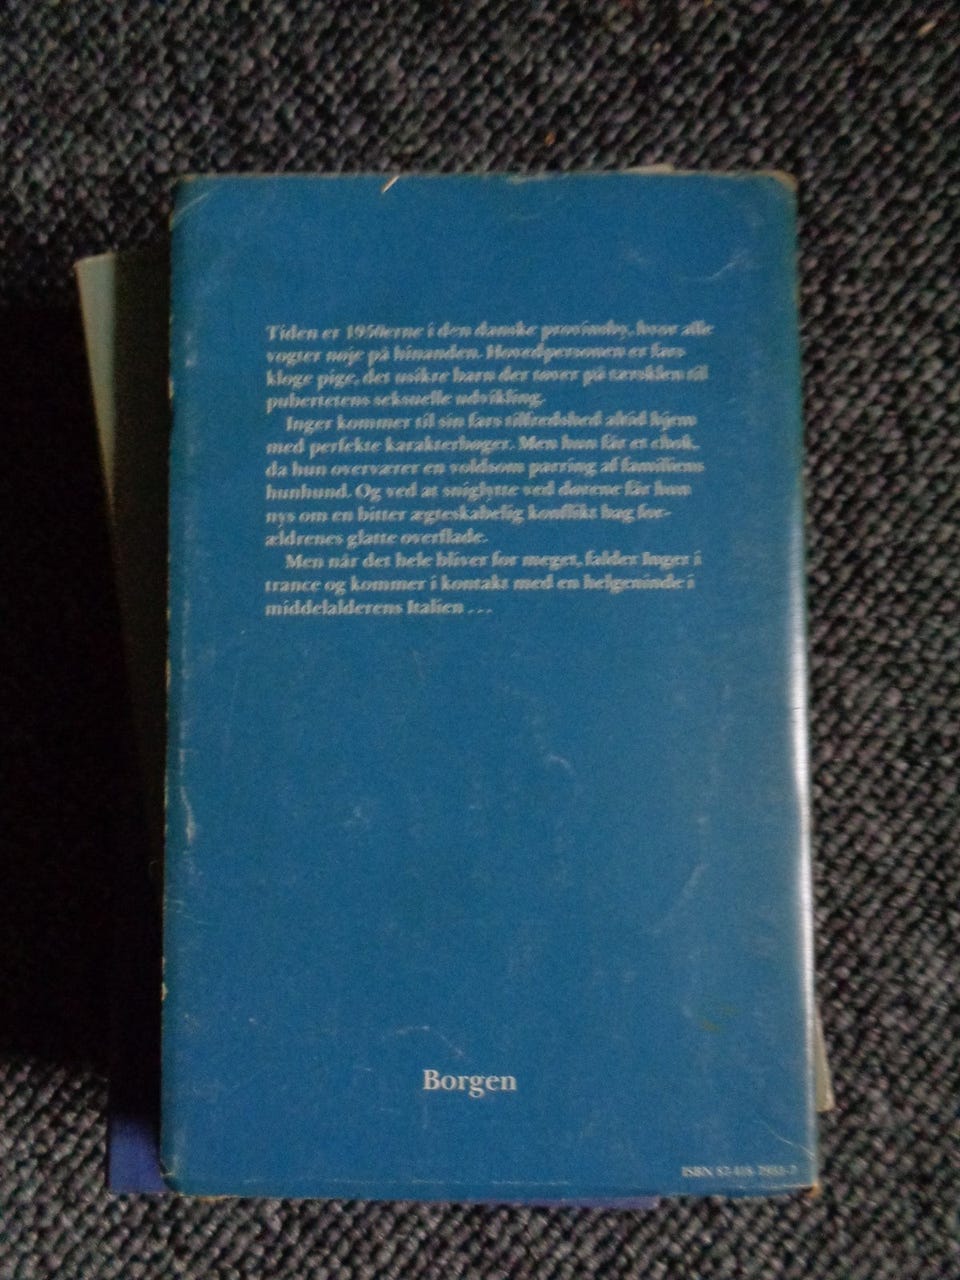 Tiden er 1950erne i den danske provinsby, hvor alle
vogter nøje på hinanden. Hovedpersonen er fars
kloge pige, det usikre barn der tøver på tærsklen til
pubertetens seksuelle udvikling.
Inger kommer til sin fars tilfredshed altid hjem
med perfekte karakterbøger. Men hun får et chok,
da hun overværer en voldsom parring af familiens
hunhund. Og ved at sniglytte ved dørene får hun
nys om en bitter ægteskabelig konflikt bag for-
ældrenes glatte overflade.
Men når det hele bliver for meget, falder Inger i
trance og kommer i kontakt med en helgeninde i
middelalderens Italien . . .
Borgen
ISBN 87-418-